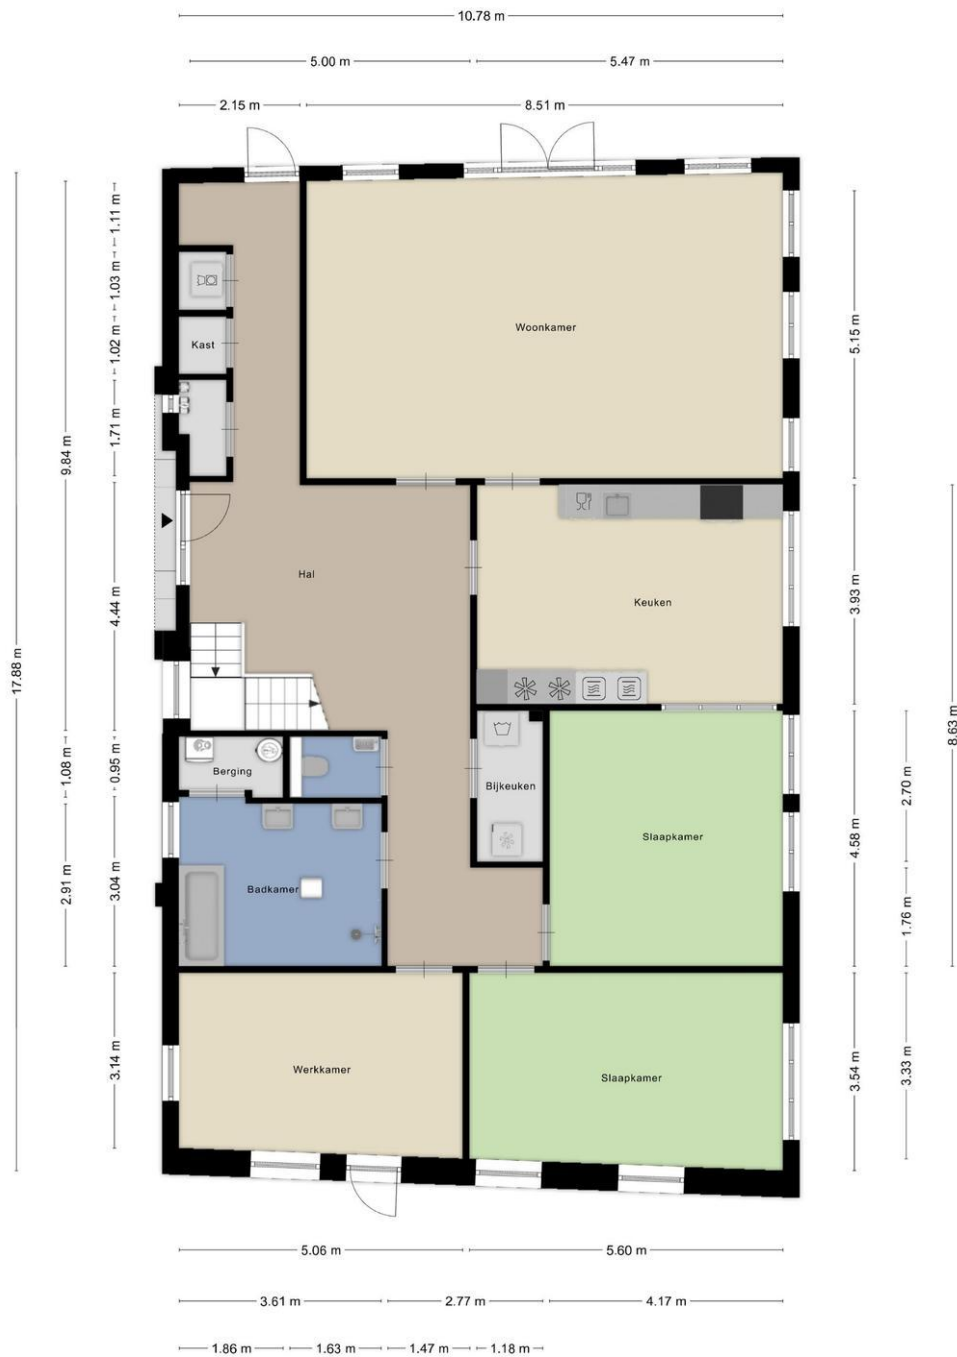 10.78 m
5.00 m
5.47 m
2.15 m
8.51 m
1.11 m
1.03 m
1.02 m
1.71 m
9.84 m
17.88 m
4.44 m
1.08 m
0.95 m
2.91 m
3.04 m
3.14 m
Woonkamer
Kast
Hal
Keuken
Berging
Bijkeuken
Slaapkamer
Badkamer
Werkkamer
Slaapkamer
5.15 m
3.93 m
8.63 m
2.70 m
4.58 m
1.76 m
3.54 m
3.33 m
5.06 m
5.60 m
3.61 m
2.77 m
4.17 m
1.86 m
1.63 m
1.47 m
1.18 m